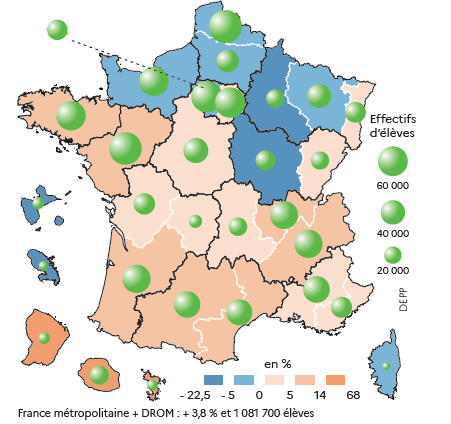 Effectifs
d'élèves
60 000
40 000
20 000
DEPP
en %
- 22,5 - 5 0 5 14 68
France métropolitaine + DROM : + 3,8 % et 1 081 700 élèves